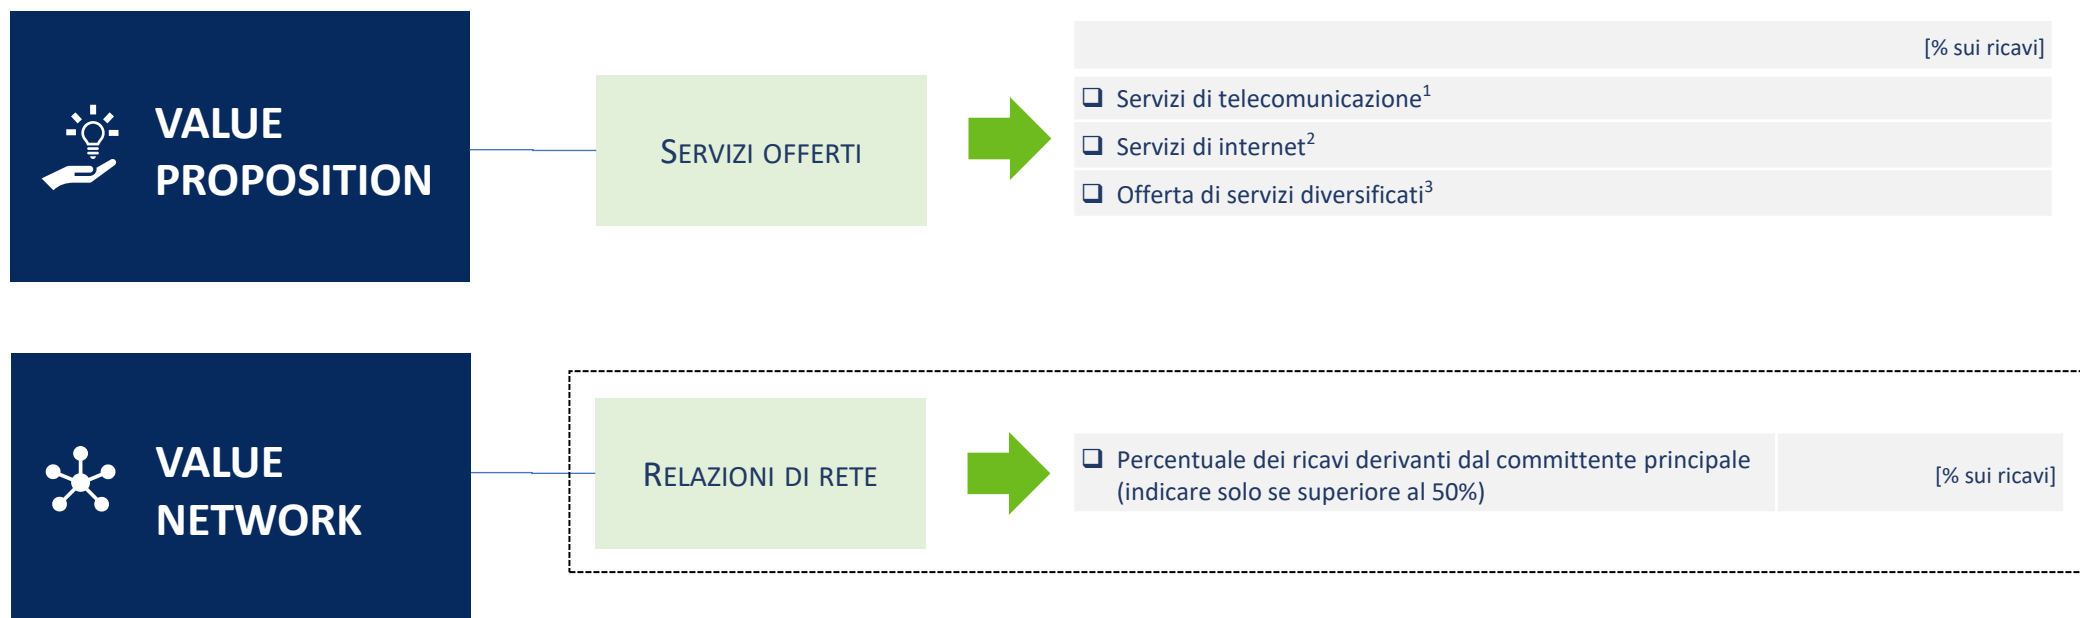 VALUE
PROPOSITION
SERVIZI OFFERTI
[% sui ricavi]
Servizi di telecomunicazione¹
Servizi di internet²
Offerta di servizi diversificati³
VALUE
NETWORK
RELAZIONI DI RETE
Percentuale dei ricavi derivanti dal committente principale
(indicare solo se superiore al 50%)
[% sui ricavi]